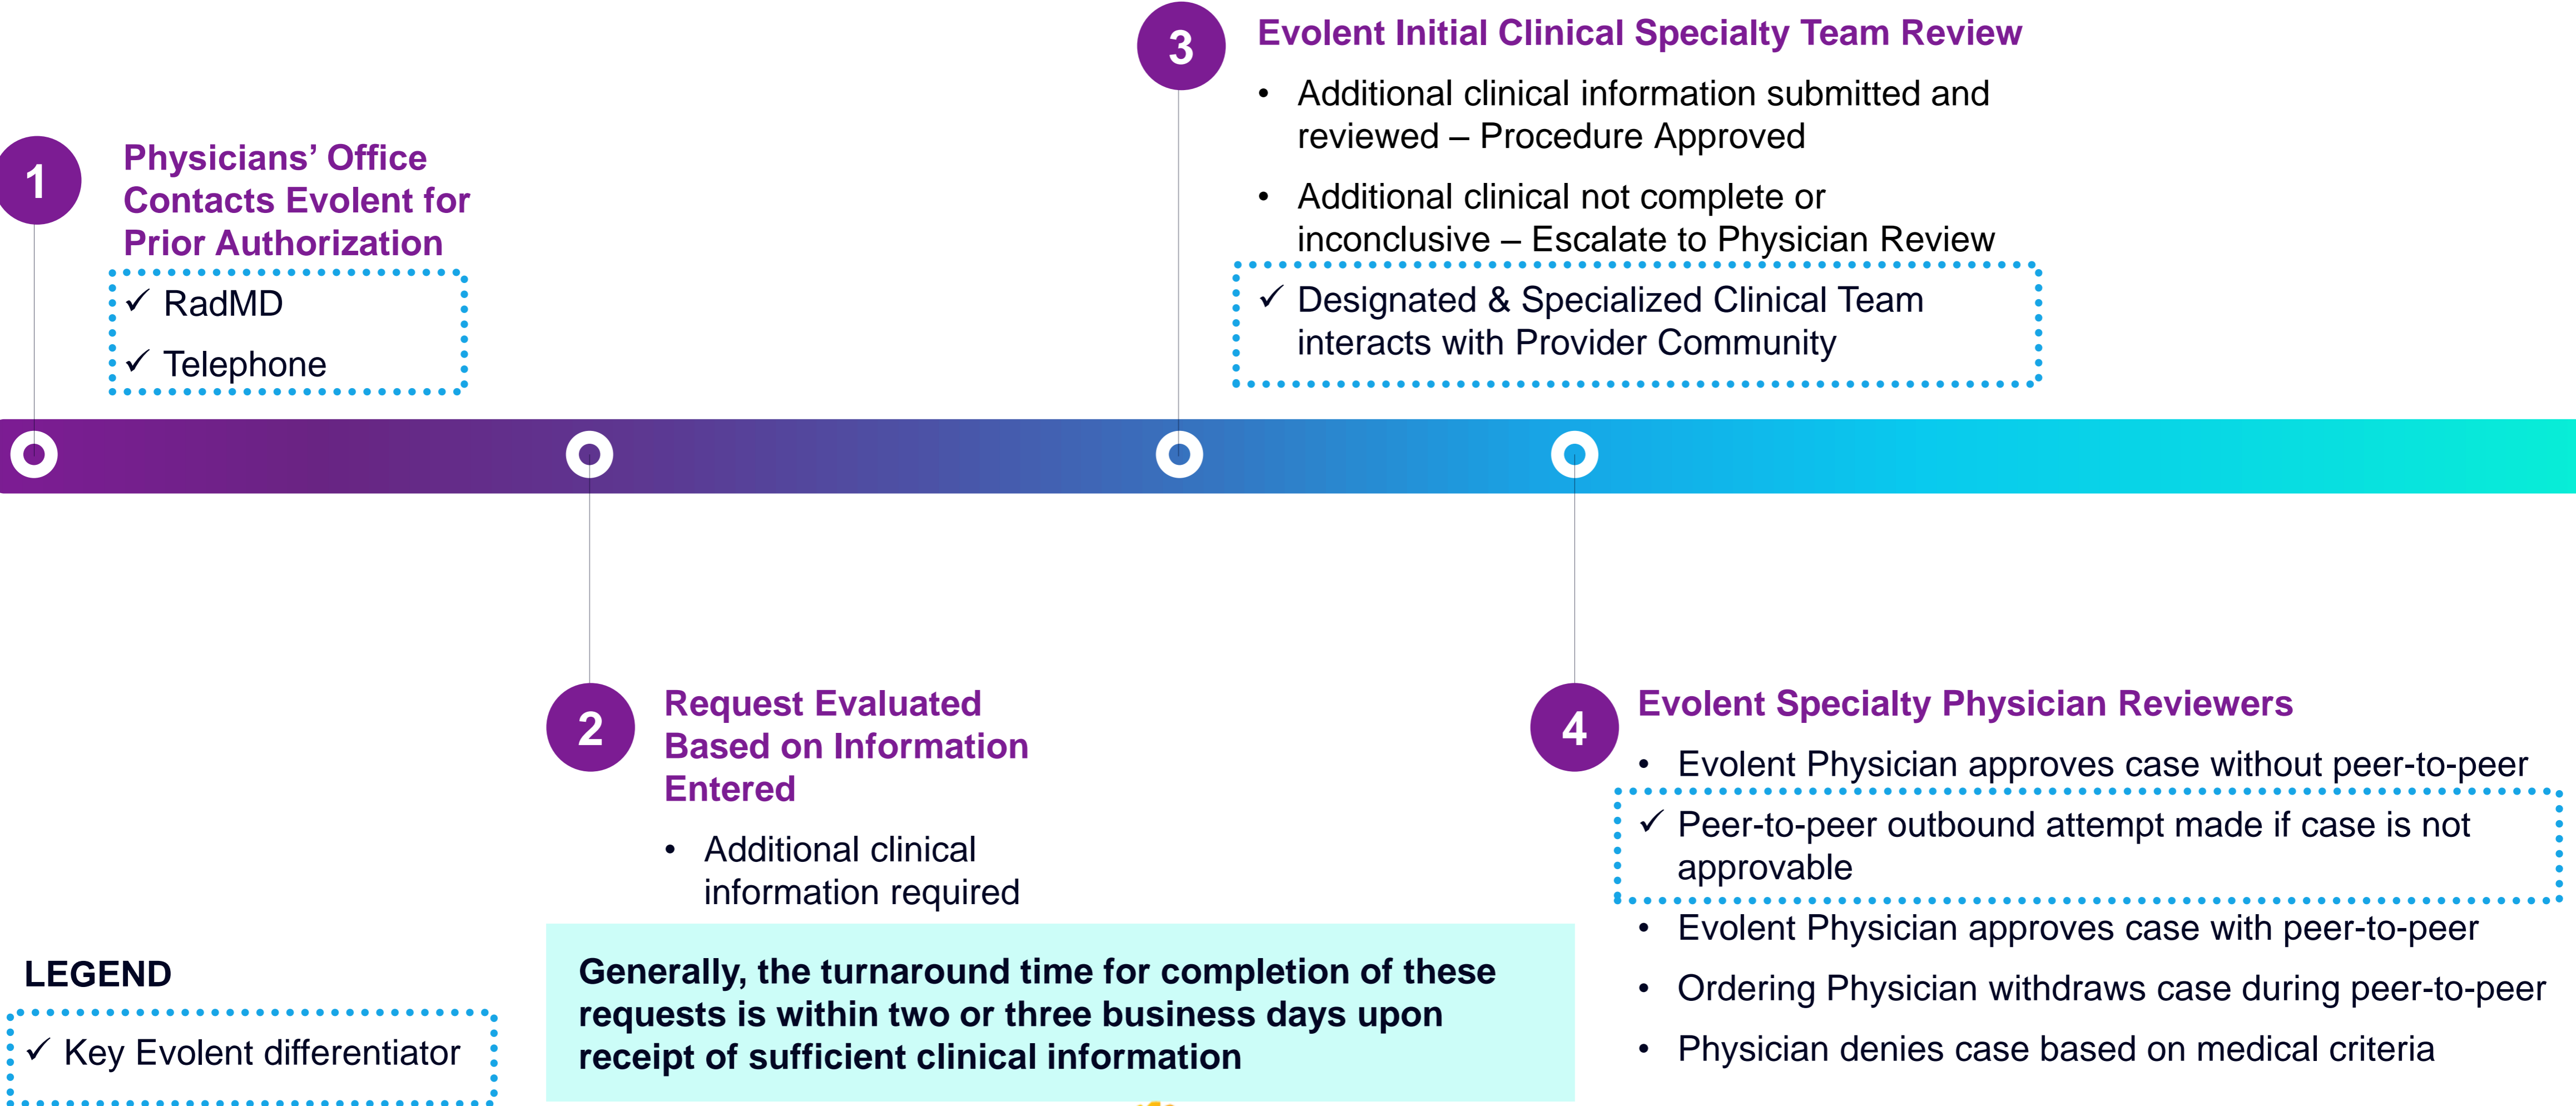 1
Physicians’ Office
Contacts Evolent for
Prior Authorization
✓ RadMD
✓ Telephone
2
Request Evaluated
Based on Information
Entered
• Additional clinical
information required
3
Evolent Initial Clinical Specialty Team Review
• Additional clinical information submitted and
reviewed – Procedure Approved
• Additional clinical not complete or
inconclusive – Escalate to Physician Review
✓ Designated & Specialized Clinical Team
interacts with Provider Community
4
Evolent Specialty Physician Reviewers
• Evolent Physician approves case without peer-to-peer
✓ Peer-to-peer outbound attempt made if case is not
approvable
• Evolent Physician approves case with peer-to-peer
• Ordering Physician withdraws case during peer-to-peer
• Physician denies case based on medical criteria
LEGEND
✓ Key Evolent differentiator
Generally, the turnaround time for completion of these
requests is within two or three business days upon
receipt of sufficient clinical information